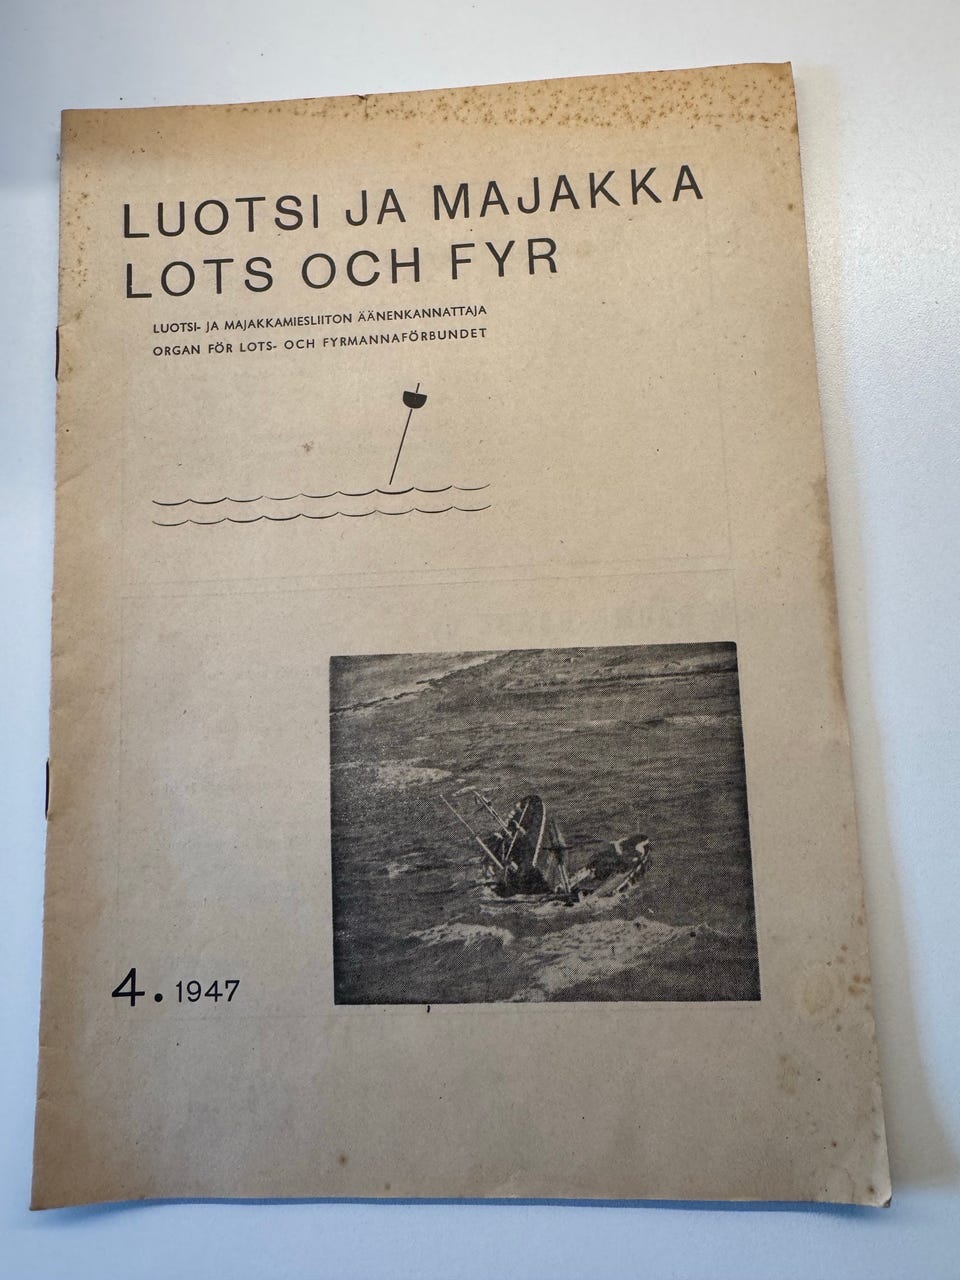 LUOTSI JA MAJAKKA
LOTS OCH FYR
LUOTSI- JA MAJAKKAMIESLIITON ÄÄNENKANNATTAJA
ORGAN FÖR LOTS- OCH FYRMANNAFÖRBUNDET
4. 1947